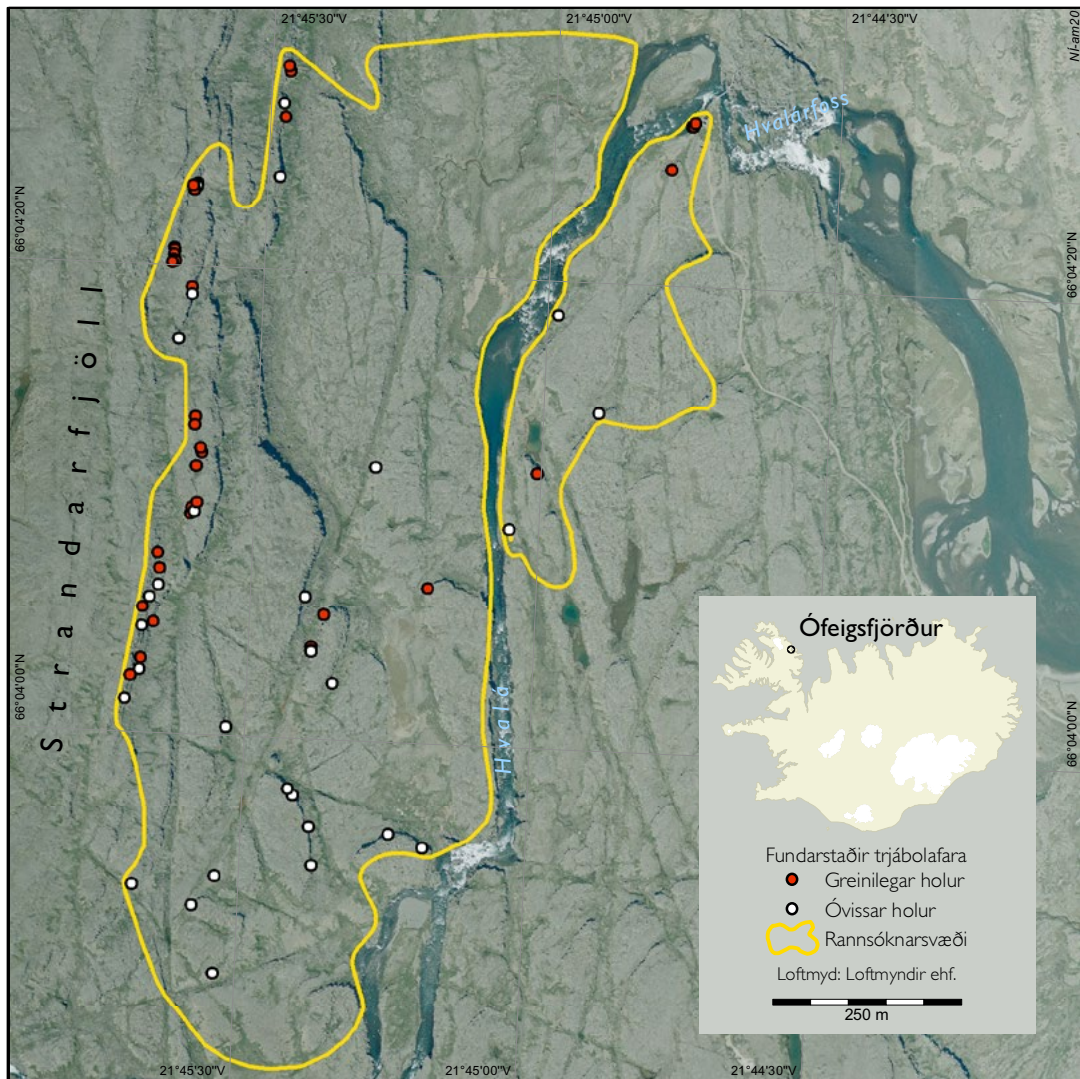 21°45'30"V
21°45'00"V
21°44'30"V
NÍ-am20
Hvalárfoss
66°04'20"N
66°04'20"N
Strandarfjöll
66°04'00"N
66°04'00"N
Hvalá
Ófeigsfjörður
Fundarstaðir trjábolafara
Greinilegar holur
Óvissar holur
Rannsóknarsvæði
Loftmyd: Loftmyndir ehf.
250 m
21°45'30"V
21°45'00"V
21°44'30"V